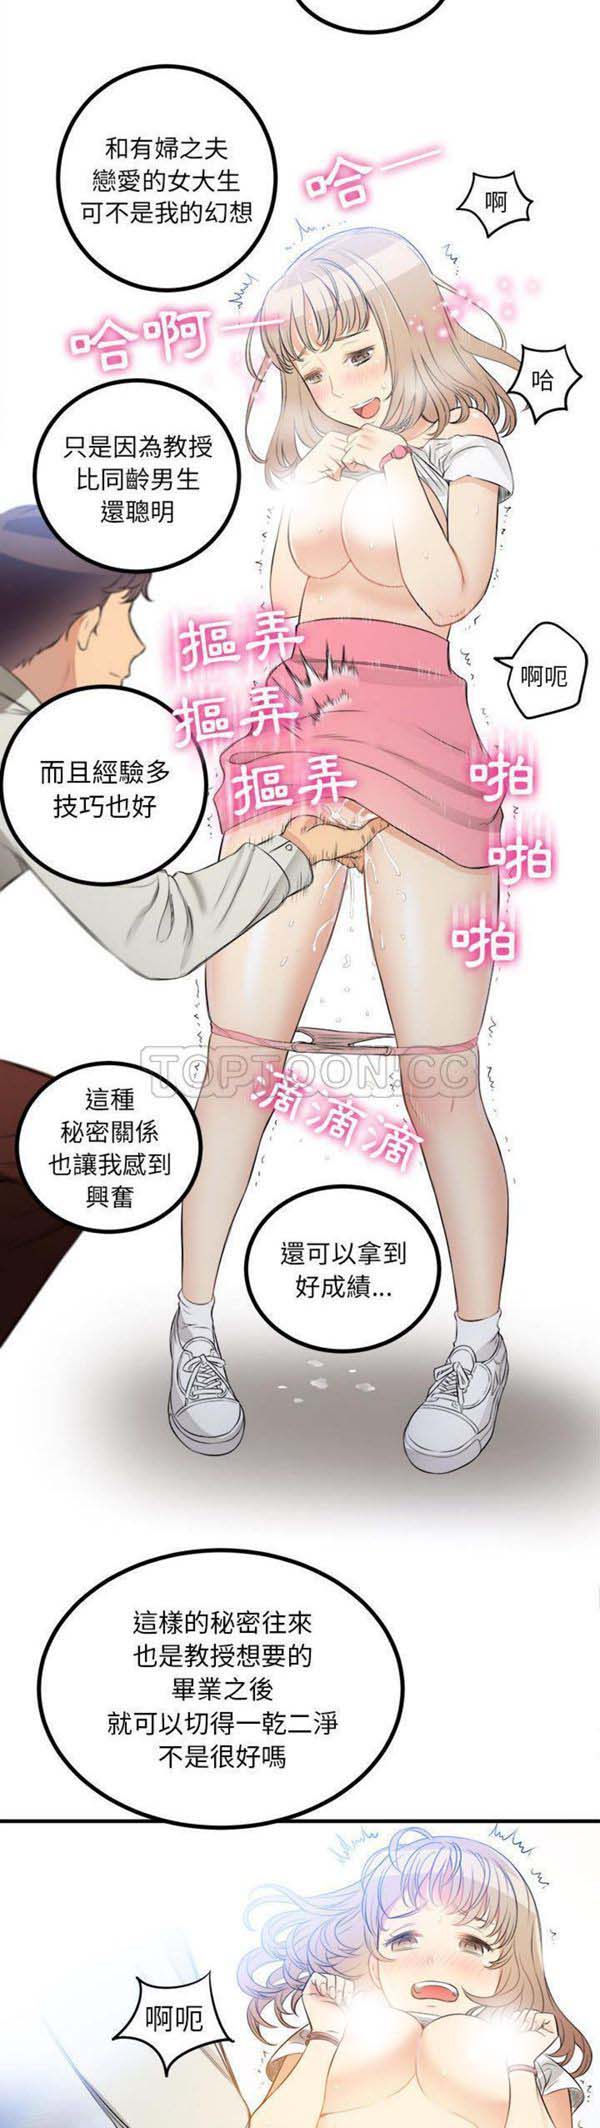 和有婦之夫
戀愛的女大生
可不是我的幻想
哈一
啊
哈啊一
哈
只是因為教授
比同齡男生
還聰明
摳弄
摳弄
摳弄
啊呃
而且經驗多
技巧也好
啪
啪
啪
TOPTOON.CC
滴滴滴
這種
秘密關係
也讓我感到
興奮
還可以拿到
好成績...
這樣的秘密往來
也是教授想要的
畢業之後
就可以切得一乾二淨
不是很好嗎
啊呃